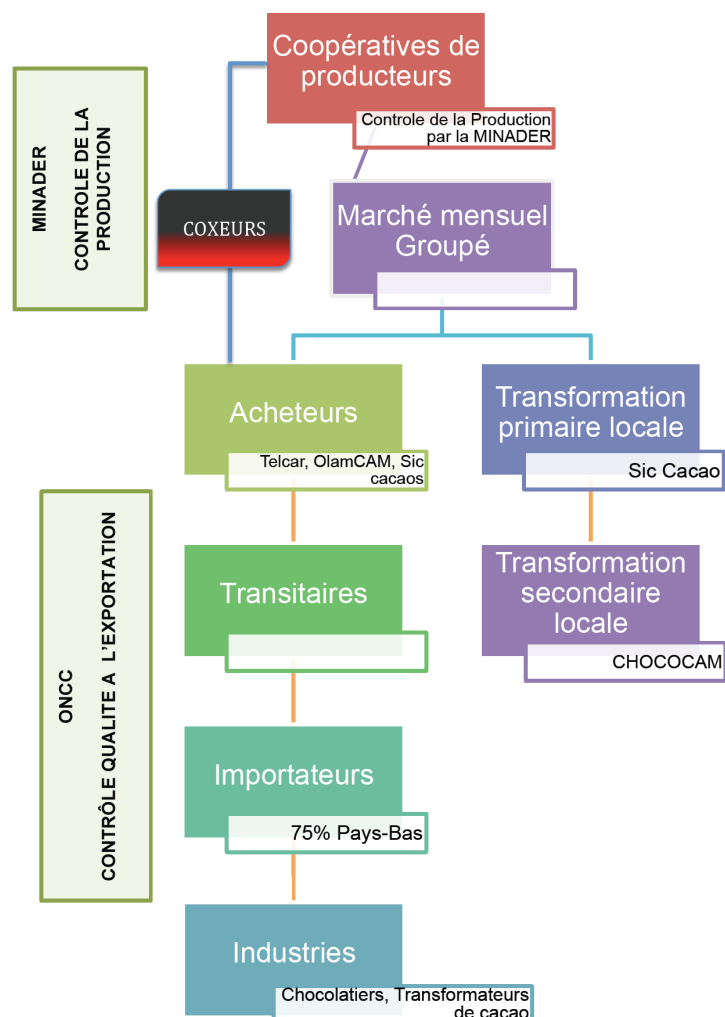 Coopératives de
producteurs
Controle de la Production
par la MINADER
MINADER
CONTROLE DE LA
PRODUCTION
COXEURS
Marché mensuel
Groupé
Acheteurs
Telcar, OlamCAM, Sic
cacaos
Transformation
primaire locale
Sic Cacao
ONCC
CONTRÔLE QUALITE A L'EXPORTATION
Transitaires
Transformation
secondaire
locale
CHOCOCAM
Importateurs
75% Pays-Bas
Industries
Chocolatiers, Transformateurs
de cacao